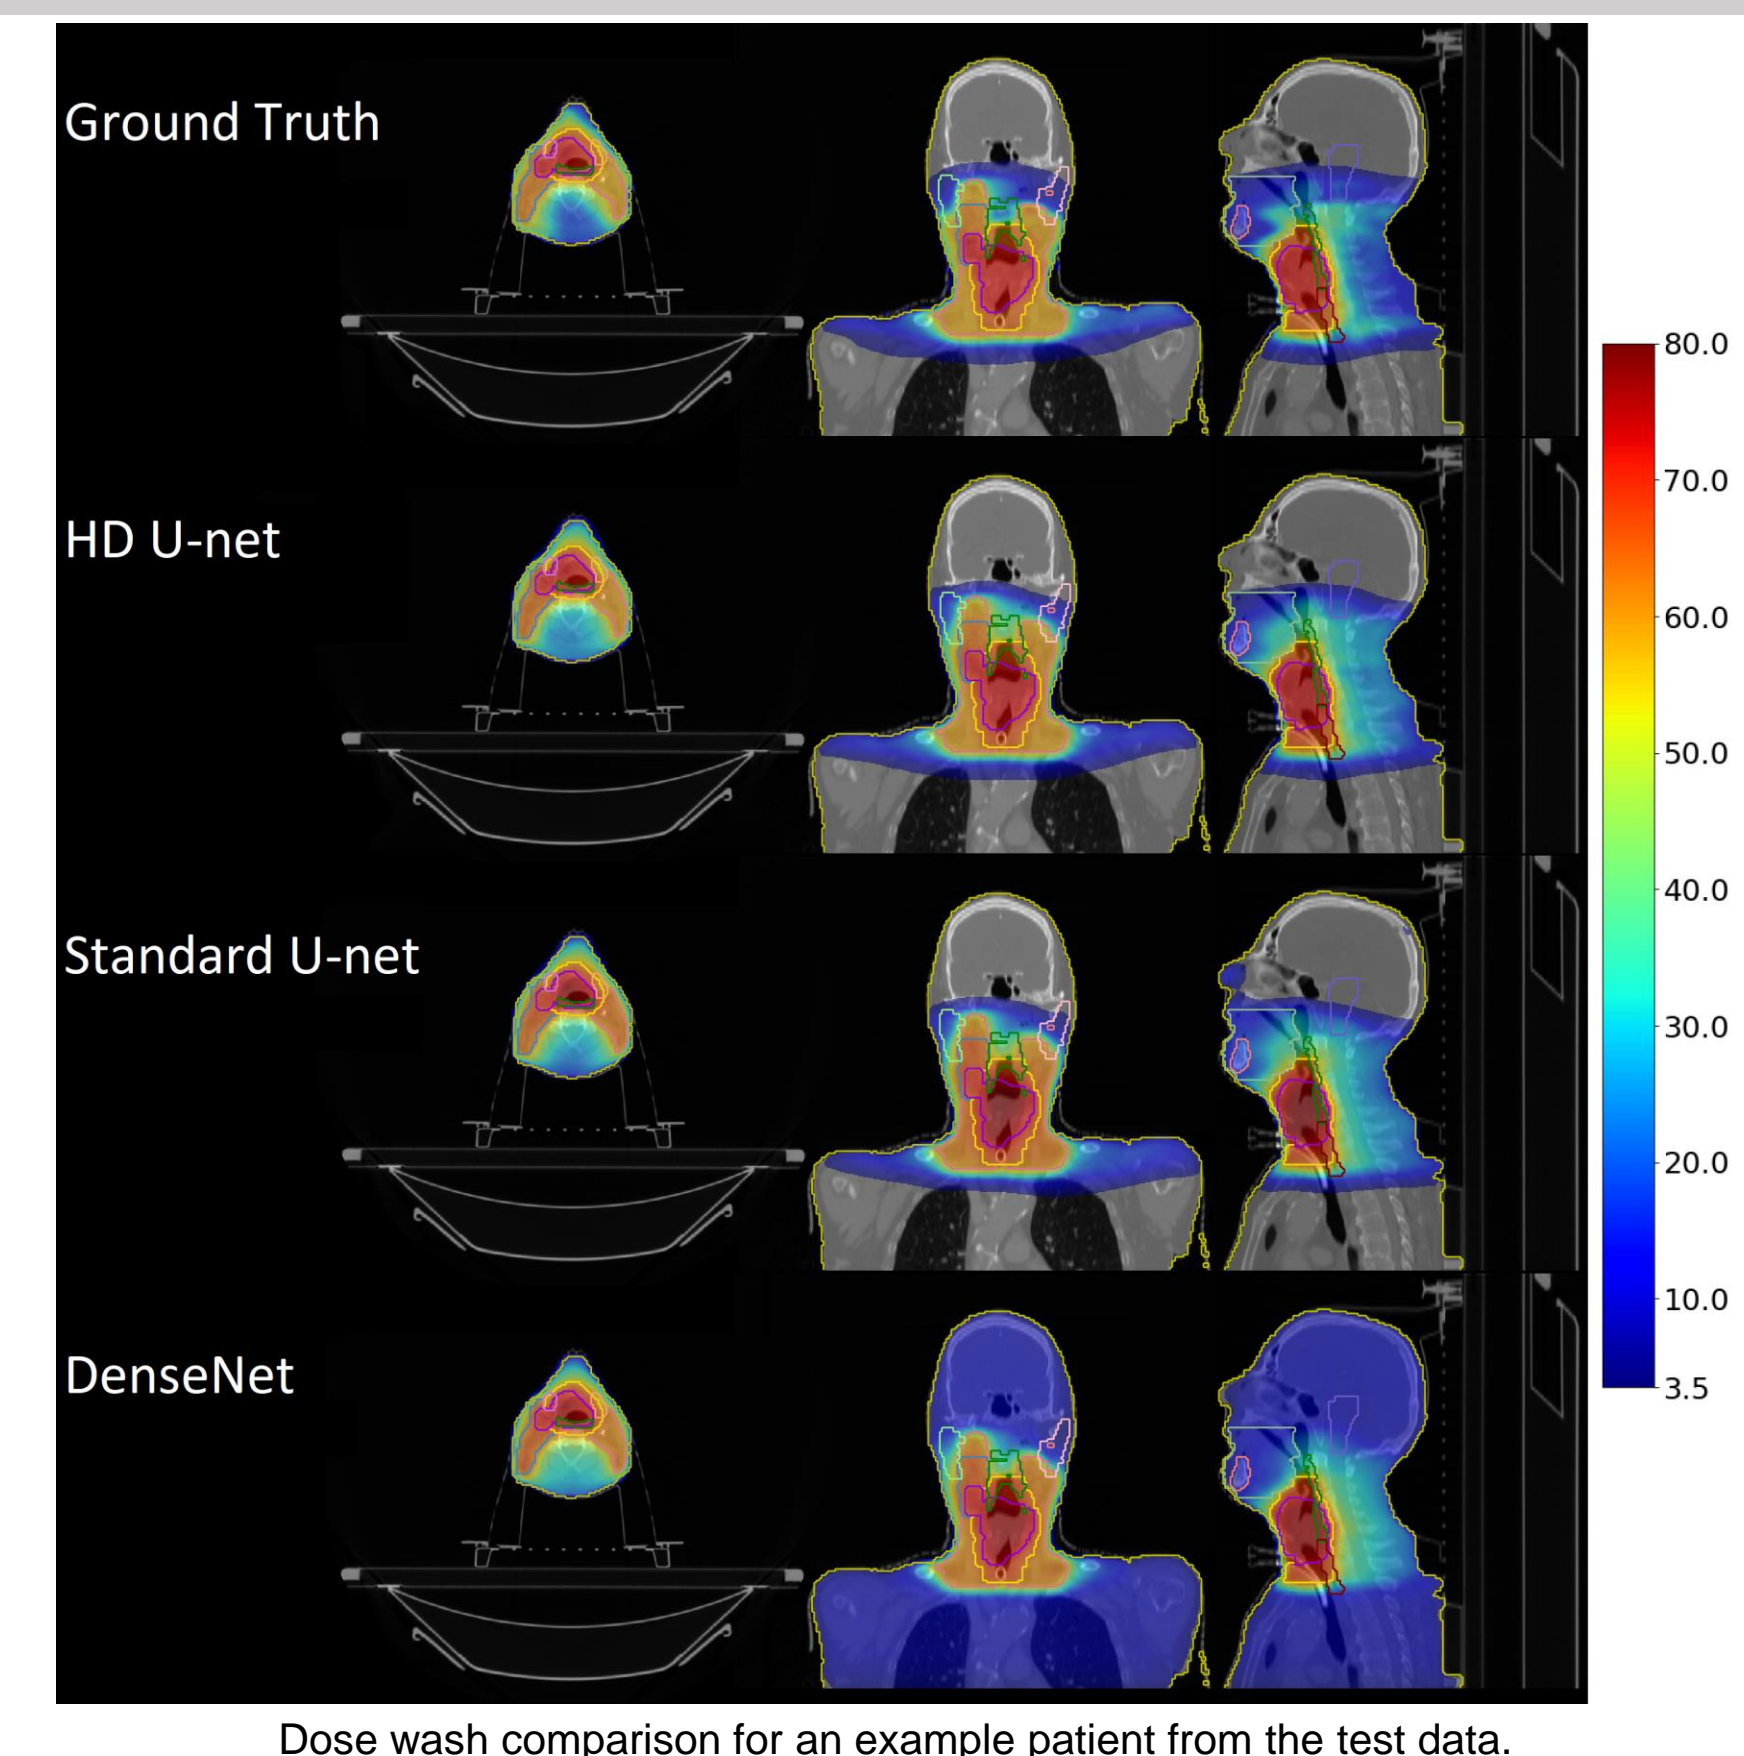 Ground Truth
HD U-net
Standard U-net
DenseNet
80.0
70.0
60.0
50.0
40.0
30.0
20.0
10.0
3.5
Dose wash comparison for an example patient from the test data.